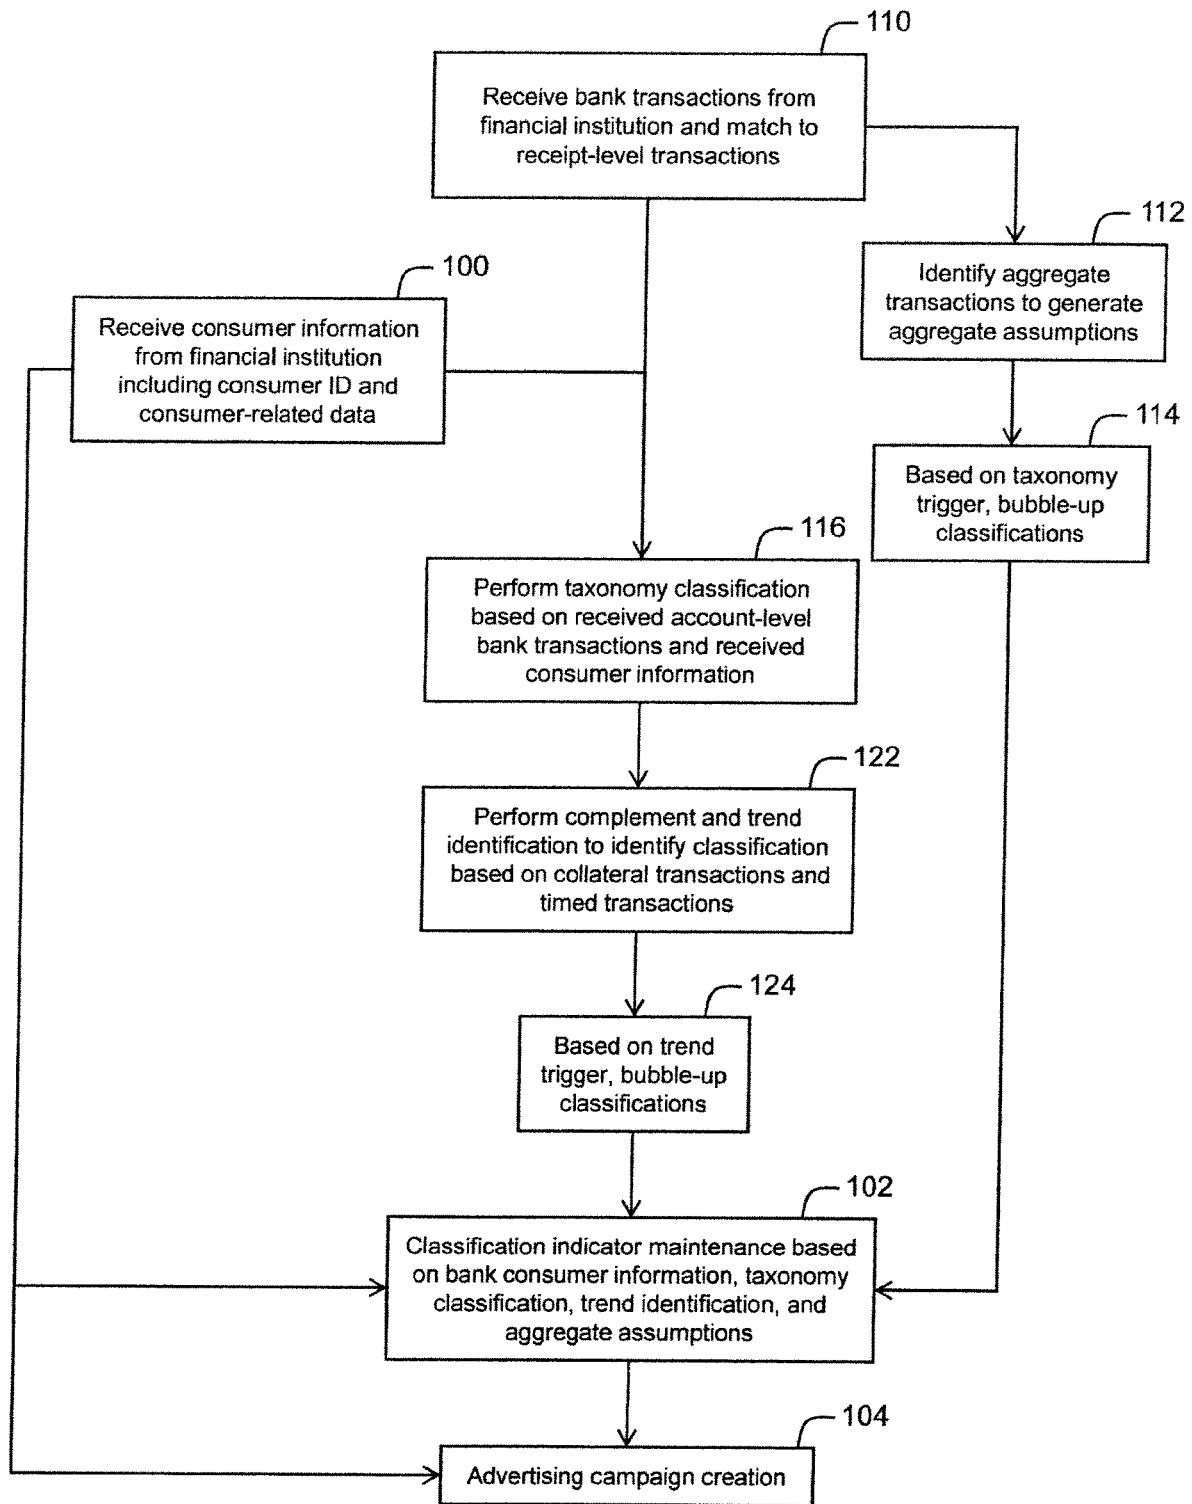 110
Receive bank transactions from
financial institution and match to
receipt-level transactions
112
Identify aggregate
transactions to generate
aggregate assumptions
100
Receive consumer information
from financial institution
including consumer ID and
consumer-related data
114
Based on taxonomy
trigger, bubble-up
classifications
116
Perform taxonomy classification
based on received account-level
bank transactions and received
consumer information
122
Perform complement and trend
identification to identify classification
based on collateral transactions and
timed transactions
124
Based on trend
trigger, bubble-up
classifications
102
Classification indicator maintenance based
on bank consumer information, taxonomy
classification, trend identification, and
aggregate assumptions
104
Advertising campaign creation